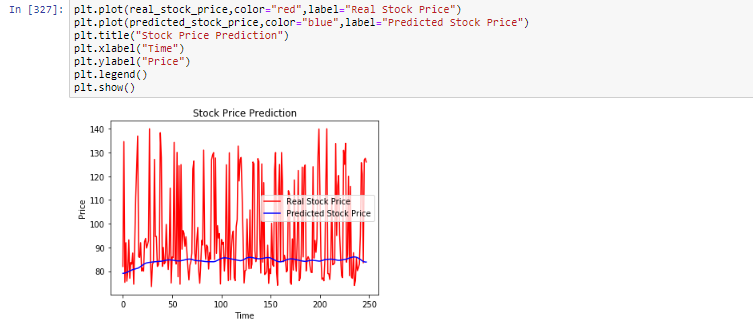 In [327]:
plt.plot(real_stock_price,color="red",label="Real Stock Price")
plt.plot(predicted_stock_price,color="blue",label="Predicted Stock Price")
plt.title("Stock Price Prediction")
plt.xlabel("Time")
plt.ylabel("Price")
plt.legend()
plt.show()
Stock Price Prediction
140
130
120
110
100
90
80
Price
Real Stock Price
Predicted Stock Price
0 50 100 150 200 250
Time